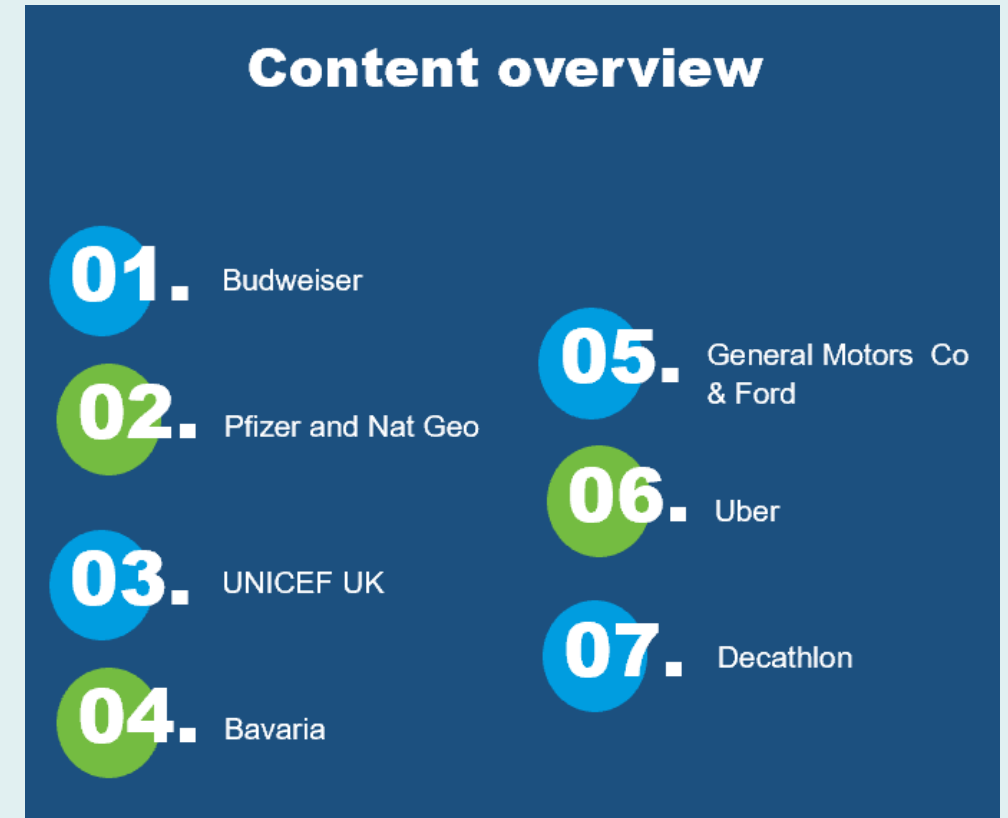 Content overview
01.
Budweiser
02.
Pfizer and Nat Geo
03.
UNICEF UK
04.
Bavaria
05.
General Motors  Co
& Ford
06.
Uber
07.
Decathlon